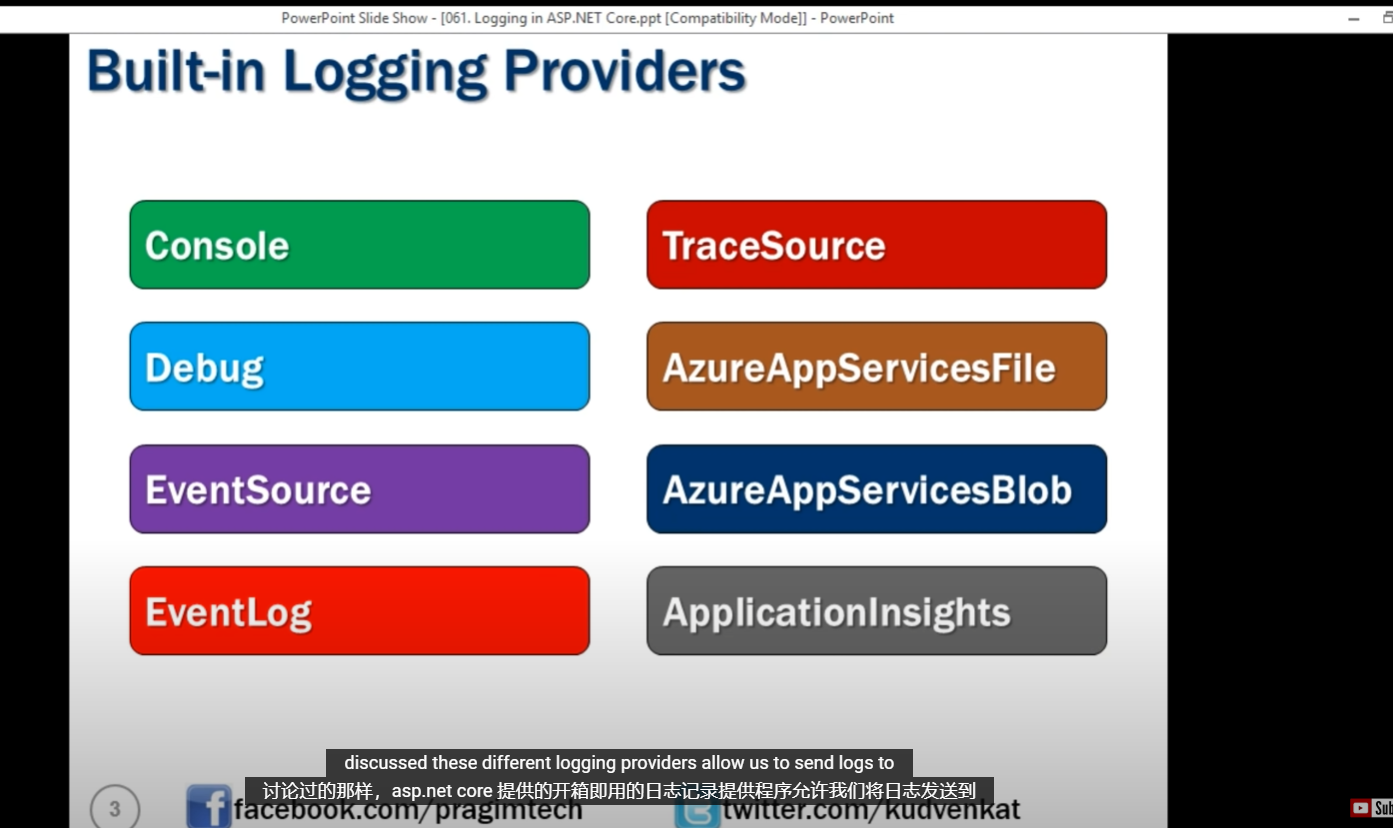 PowerPoint Slide Show - [061. Logging in ASP.NET Core.ppt [Compatibility Mode]] - PowerPoint
Built-in Logging Providers
Console
TraceSource
Debug
AzureAppServicesFile
EventSource
AzureAppServicesBlob
EventLog
ApplicationInsights
discussed these different logging providers allow us to send logs to
讨论过的那样，asp.net core 提供的开箱即用的日志记录提供程序允许我们将日志发送到
3
facebook.com/pragimtech
twitter.com/kudvenkat
Sub